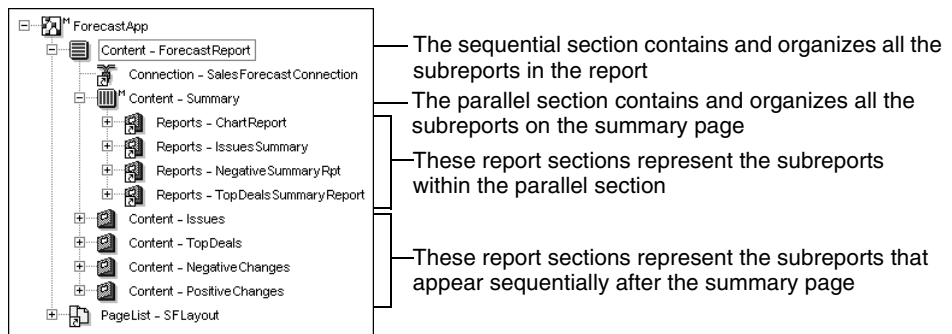 M ForecastApp
Content – ForecastReport
Connection – SalesForecastConnection
M Content – Summary
Reports – ChartReport
Reports – IssuesSummary
Reports – NegativeSummaryRpt
Reports – TopDealsSummaryReport
Content – Issues
Content – TopDeals
Content – NegativeChanges
Content – PositiveChanges
PageList – SFLayout
The sequential section contains and organizes all the
subreports in the report
The parallel section contains and organizes all the
subreports on the summary page
These report sections represent the subreports
within the parallel section
These report sections represent the subreports that
appear sequentially after the summary page